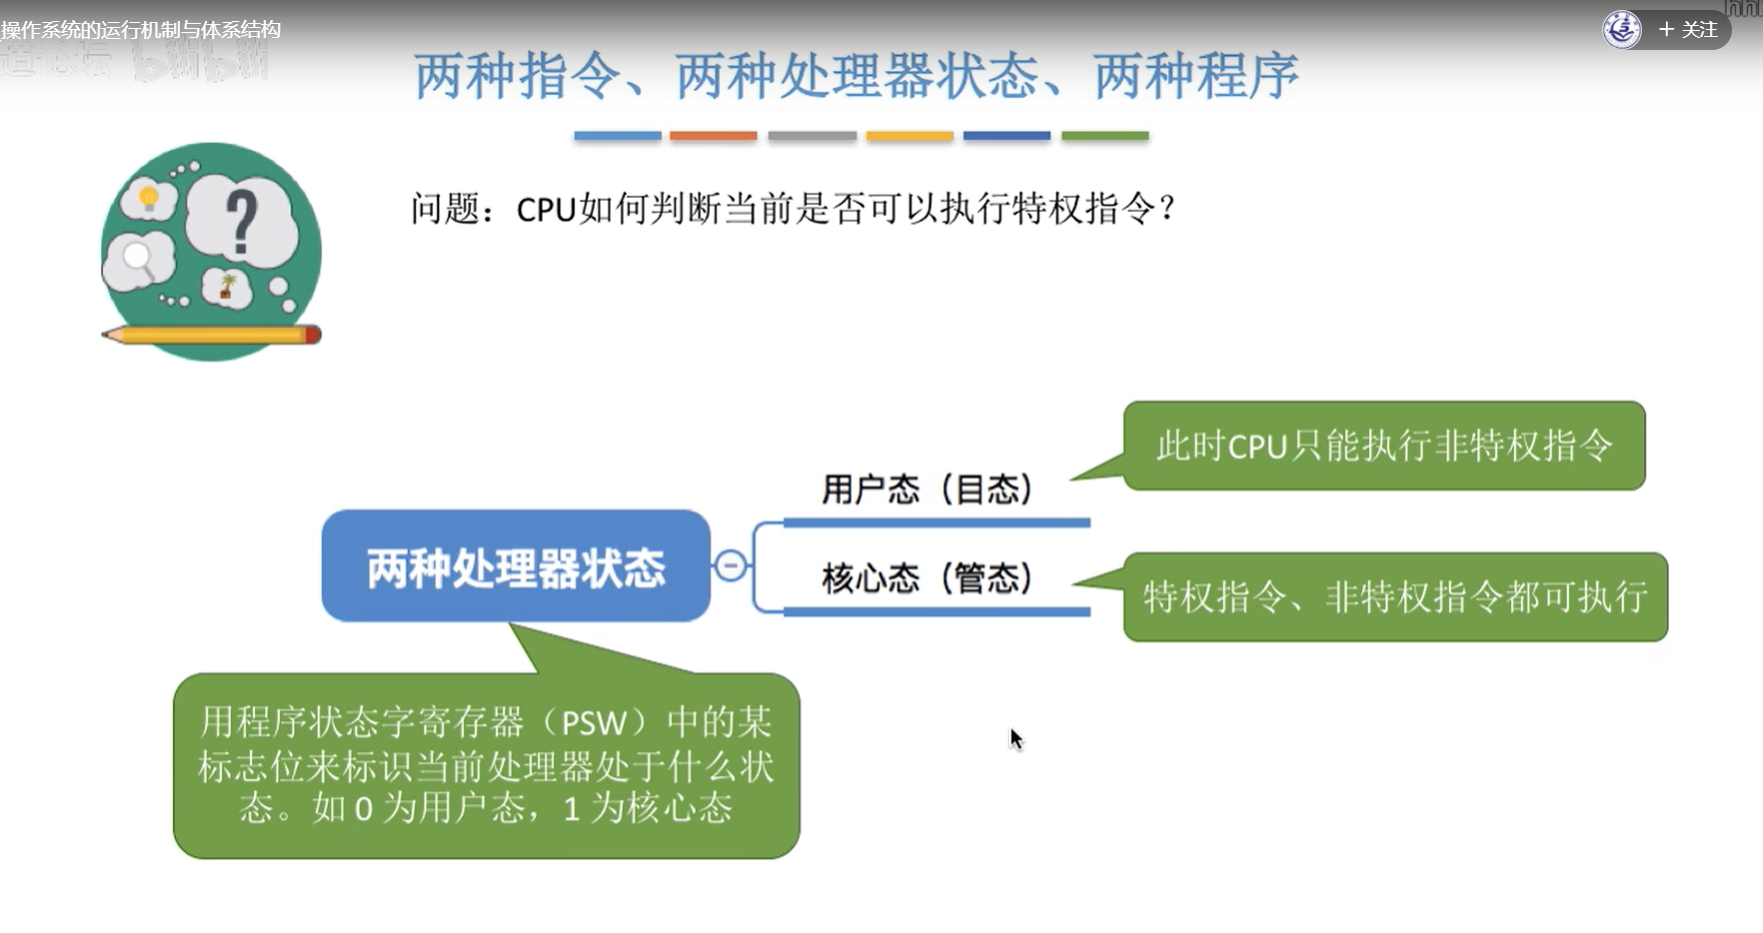 操作系统的运行机制与体系结构
+ 关注
两种指令、两种处理器状态、两种程序
?
问题：CPU如何判断当前是否可以执行特权指令？
此时CPU只能执行非特权指令
用户态（目态）
两种处理器状态
核心态（管态）
特权指令、非特权指令都可执行
用程序状态字寄存器（PSW）中的某
标志位来标识当前处理器处于什么状
态。如 0 为用户态，1 为核心态